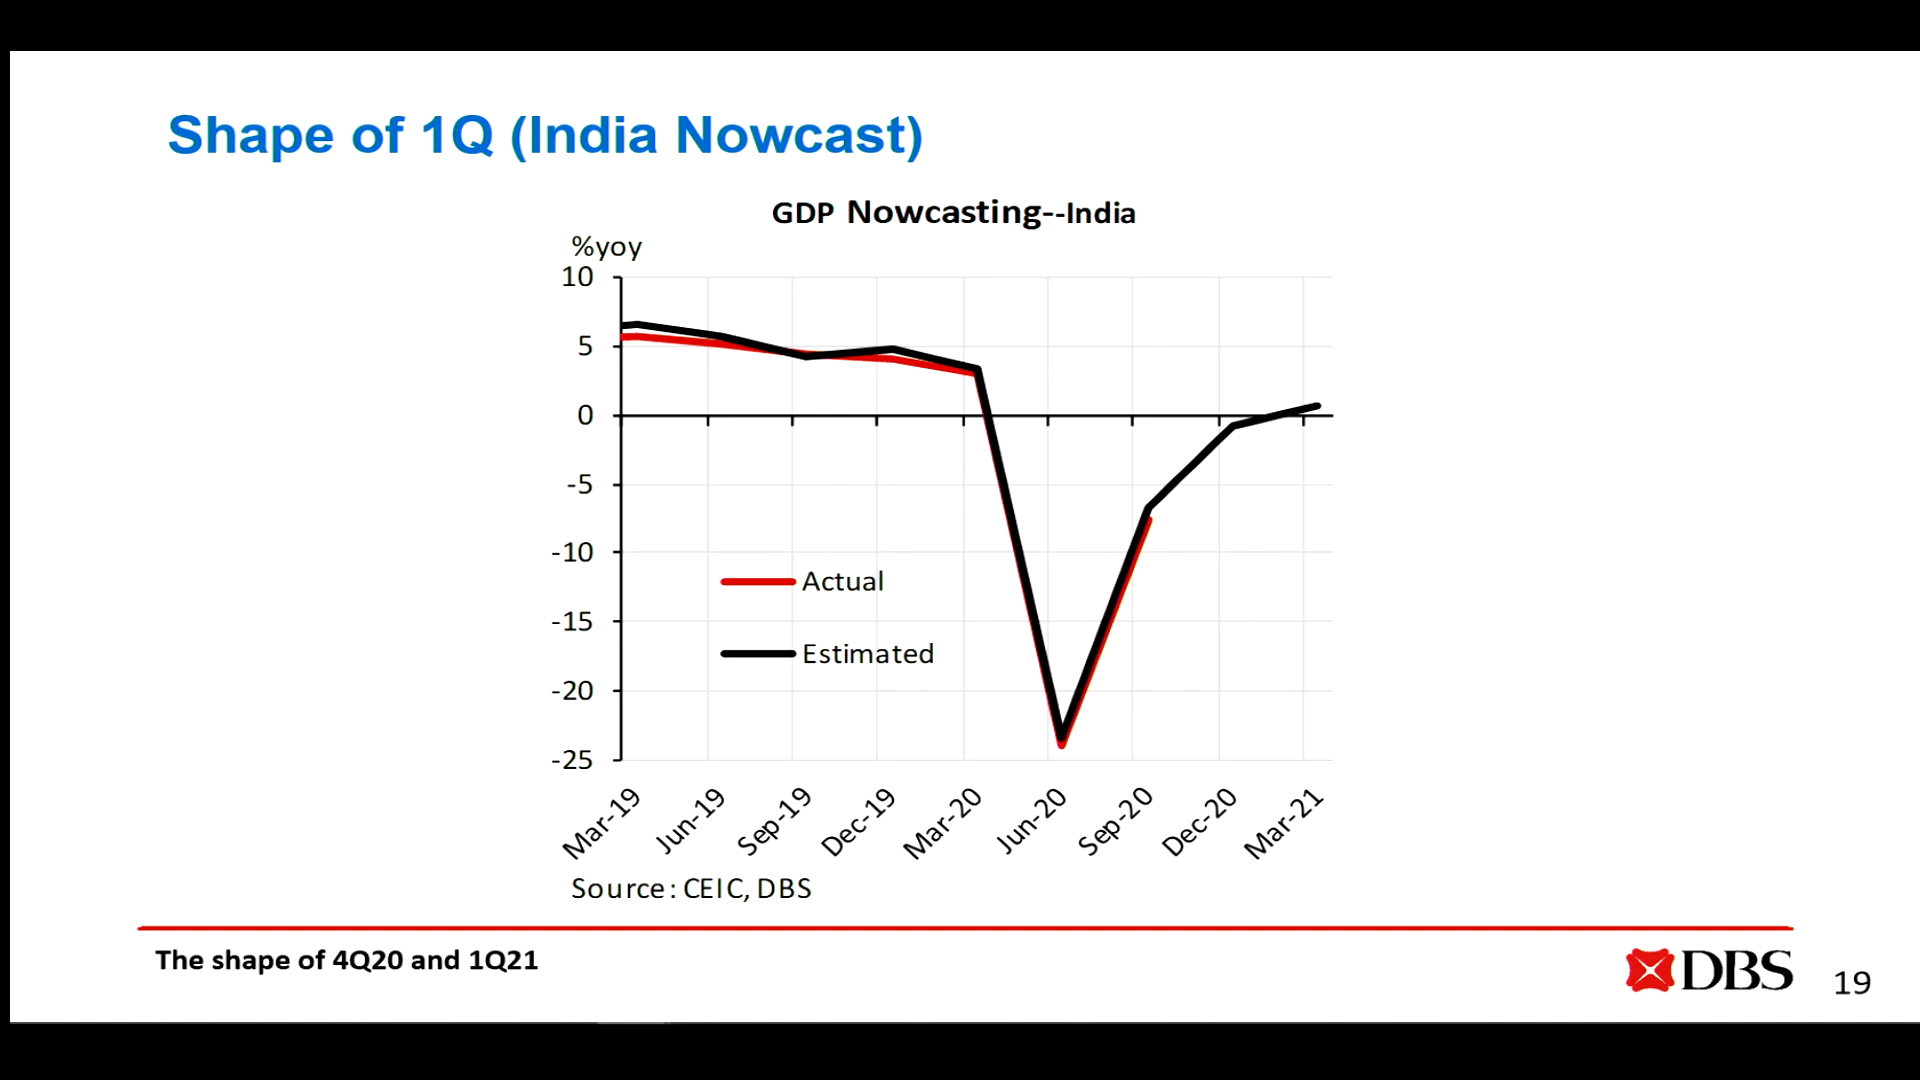 Shape of 1Q (India Nowcast)
GDP Nowcasting--India
%yoy
10
5
0
-5
-10
-15
-20
-25
Actual
Estimated
Mar-19 Jun-19 Sep-19 Dec-19 Mar-20 Jun-20 Sep-20 Dec-20 Mar-21
Source: CEIC, DBS
The shape of 4Q20 and 1Q21
DBS
19